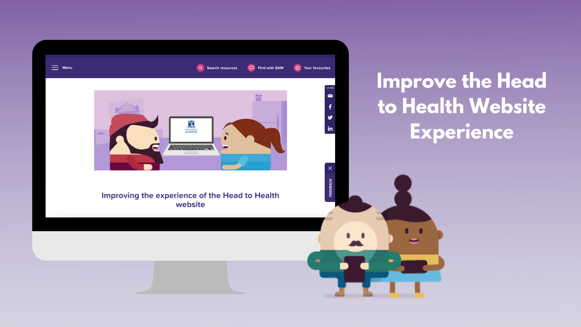 Menu
Search resources
Find with SAM
Your favourites
Improve the Head
to Health Website
Experience
FEEDBACK
Improving the experience of the Head to Health
website